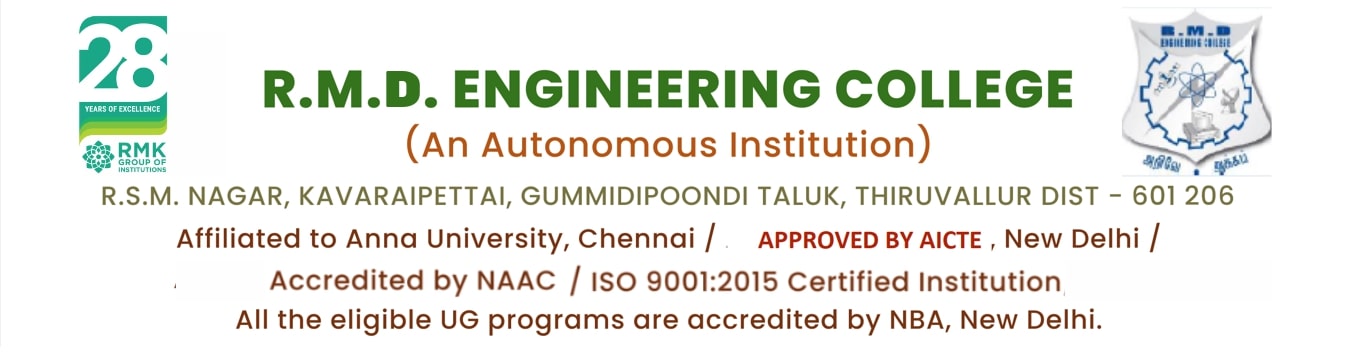 28
YEARS OF EXCELLENCE
RMK
GROUP OF
INSTITUTIONS
R.M.D. ENGINEERING COLLEGE
(An Autonomous Institution)
R.M.D
ENGINEERING COLLEGE
அறிவே
R.S.M. NAGAR, KAVARAIPETTAI, GUMMIDIPOONDI TALUK, THIRUVALLUR DIST - 601 206
Affiliated to Anna University, Chennai / APPROVED BY AICTE , New Delhi /
Accredited by NAAC / ISO 9001:2015 Certified Institution
All the eligible UG programs are accredited by NBA, New Delhi.